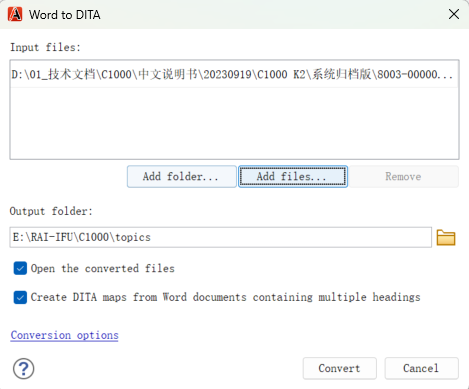 Word to DITA
Input files:
D:\01_技术文档\C1000\中文说明书\20230919\C1000 K2\系统归档版\8003-00000...
Add folder...
Add files...
Remove
Output folder:
E:\RAI-IFU\C1000\topics
Open the converted files
Create DITA maps from Word documents containing multiple headings
Conversion options
?
Convert
Cancel